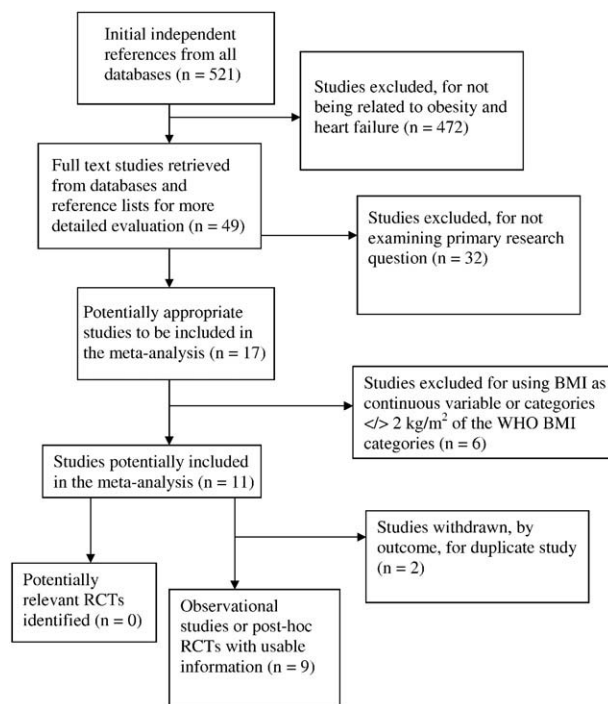 Initial independent
references from all
databases (n = 521)
Studies excluded, for not
being related to obesity and
heart failure (n = 472)
Full text studies retrieved
from databases and
reference lists for more
detailed evaluation (n = 49)
Studies excluded, for not
examining primary research
question (n = 32)
Potentially appropriate
studies to be included in
the meta-analysis (n = 17)
Studies excluded for using BMI as
continuous variable or categories
</> 2 kg/m² of the WHO BMI
categories (n = 6)
Studies potentially included
in the meta-analysis (n = 11)
Studies withdrawn, by
outcome, for duplicate study
(n = 2)
Potentially
relevant RCTs
identified (n = 0)
Observational
studies or post-hoc
RCTs with usable
information (n = 9)